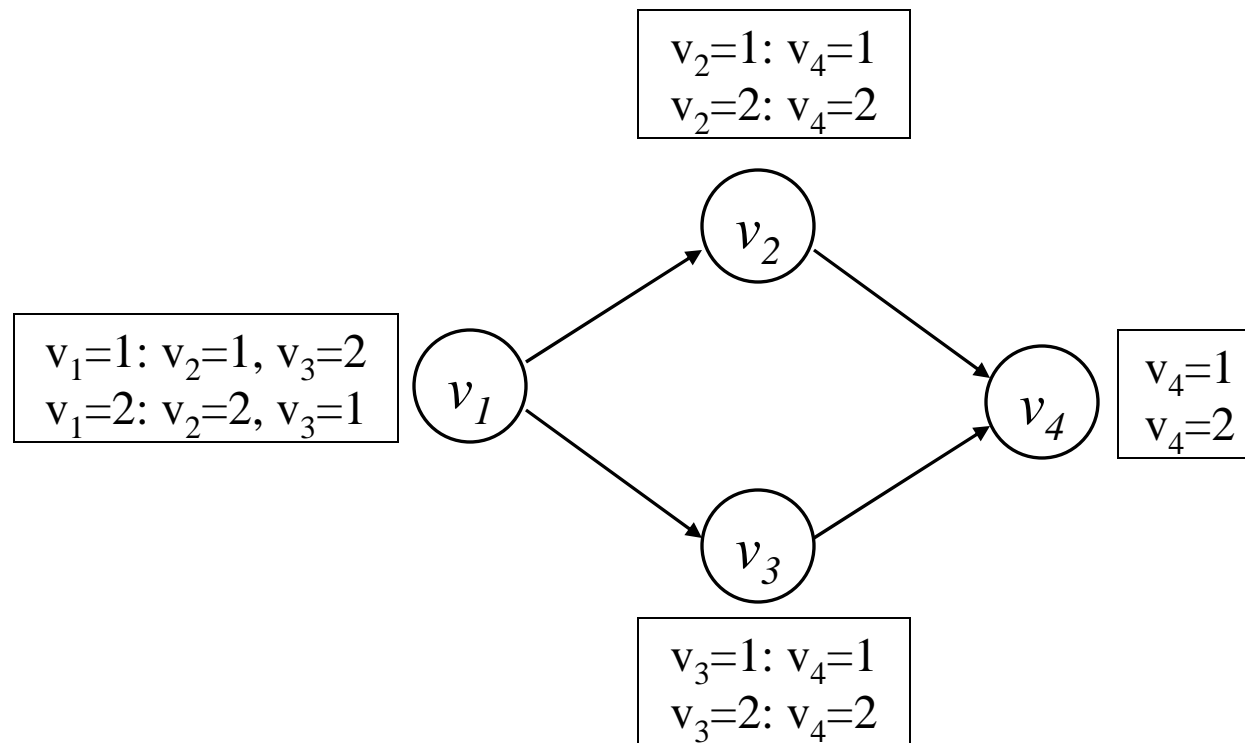 v₂=1: v₄=1
v₂=2: v₄=2
v₂
v₁=1: v₂=1, v₃=2
v₁=2: v₂=2, v₃=1
v₁
v₄
v₄=1
v₄=2
v₃
v₃=1: v₄=1
v₃=2: v₄=2